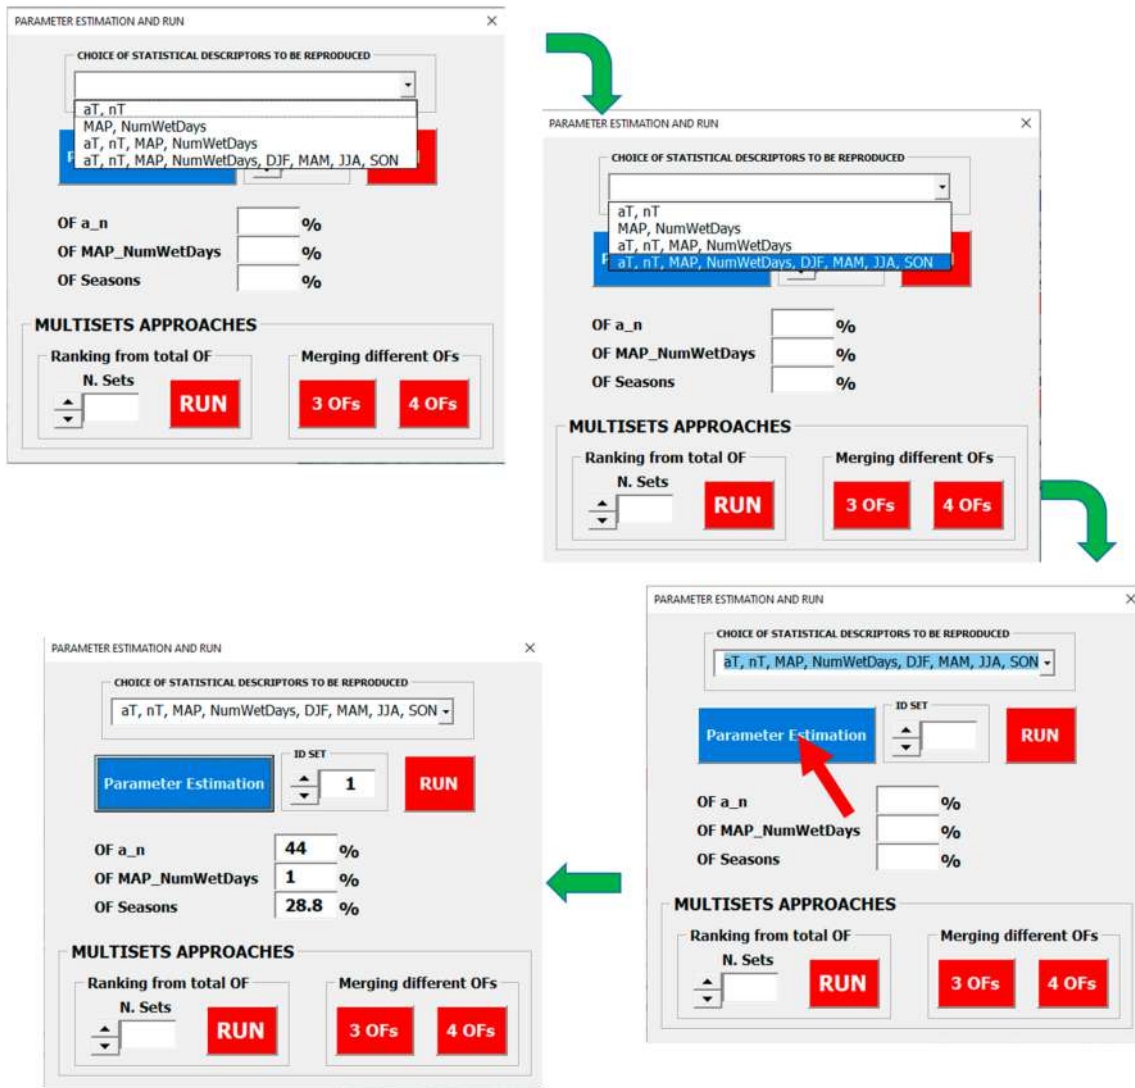 PARAMETER ESTIMATION AND RUN
CHOICE OF STATISTICAL DESCRIPTORS TO BE REPRODUCED
aT, nT
MAP, NumWetDays
aT, nT, MAP, NumWetDays
aT, nT, MAP, NumWetDays, DJF, MAM, JJA, SON
OF a_n %
OF MAP_NumWetDays %
OF Seasons %
MULTISETS APPROACHES
Ranking from total OF Merging different OFs
N. Sets
RUN 3 OFs 4 OFs
PARAMETER ESTIMATION AND RUN
CHOICE OF STATISTICAL DESCRIPTORS TO BE REPRODUCED
aT, nT
MAP, NumWetDays
aT, nT, MAP, NumWetDays
aT, nT, MAP, NumWetDays, DJF, MAM, JJA, SON
OF a_n %
OF MAP_NumWetDays %
OF Seasons %
MULTISETS APPROACHES
Ranking from total OF Merging different OFs
N. Sets
RUN 3 OFs 4 OFs
PARAMETER ESTIMATION AND RUN
CHOICE OF STATISTICAL DESCRIPTORS TO BE REPRODUCED
aT, nT, MAP, NumWetDays, DJF, MAM, JJA, SON
ID SET
Parameter Estimation RUN
OF a_n %
OF MAP_NumWetDays %
OF Seasons %
MULTISETS APPROACHES
Ranking from total OF Merging different OFs
N. Sets
RUN 3 OFs 4 OFs
PARAMETER ESTIMATION AND RUN
CHOICE OF STATISTICAL DESCRIPTORS TO BE REPRODUCED
aT, nT, MAP, NumWetDays, DJF, MAM, JJA, SON
ID SET
Parameter Estimation 1 RUN
OF a_n 44 %
OF MAP_NumWetDays 1 %
OF Seasons 28.8 %
MULTISETS APPROACHES
Ranking from total OF Merging different OFs
N. Sets
RUN 3 OFs 4 OFs